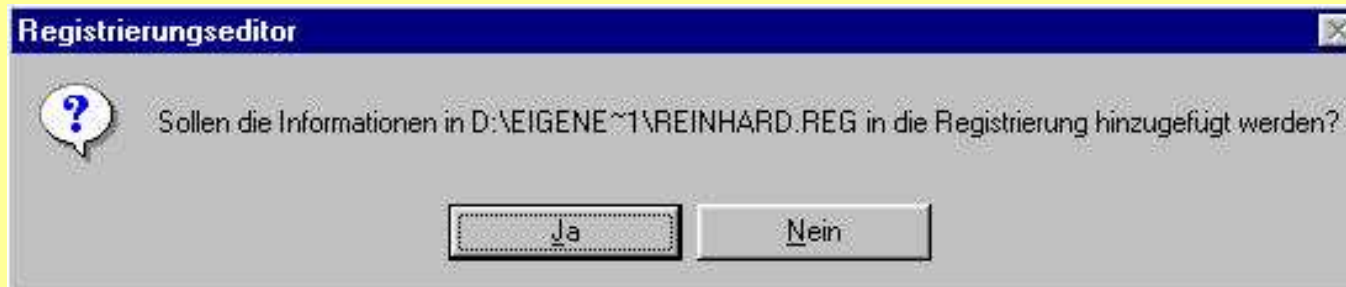 Registrierungseditor
Sollen die Informationen in D:\EIGENE~1\REINHARD.REG in die Registrierung hinzugefügt werden?
Ja
Nein